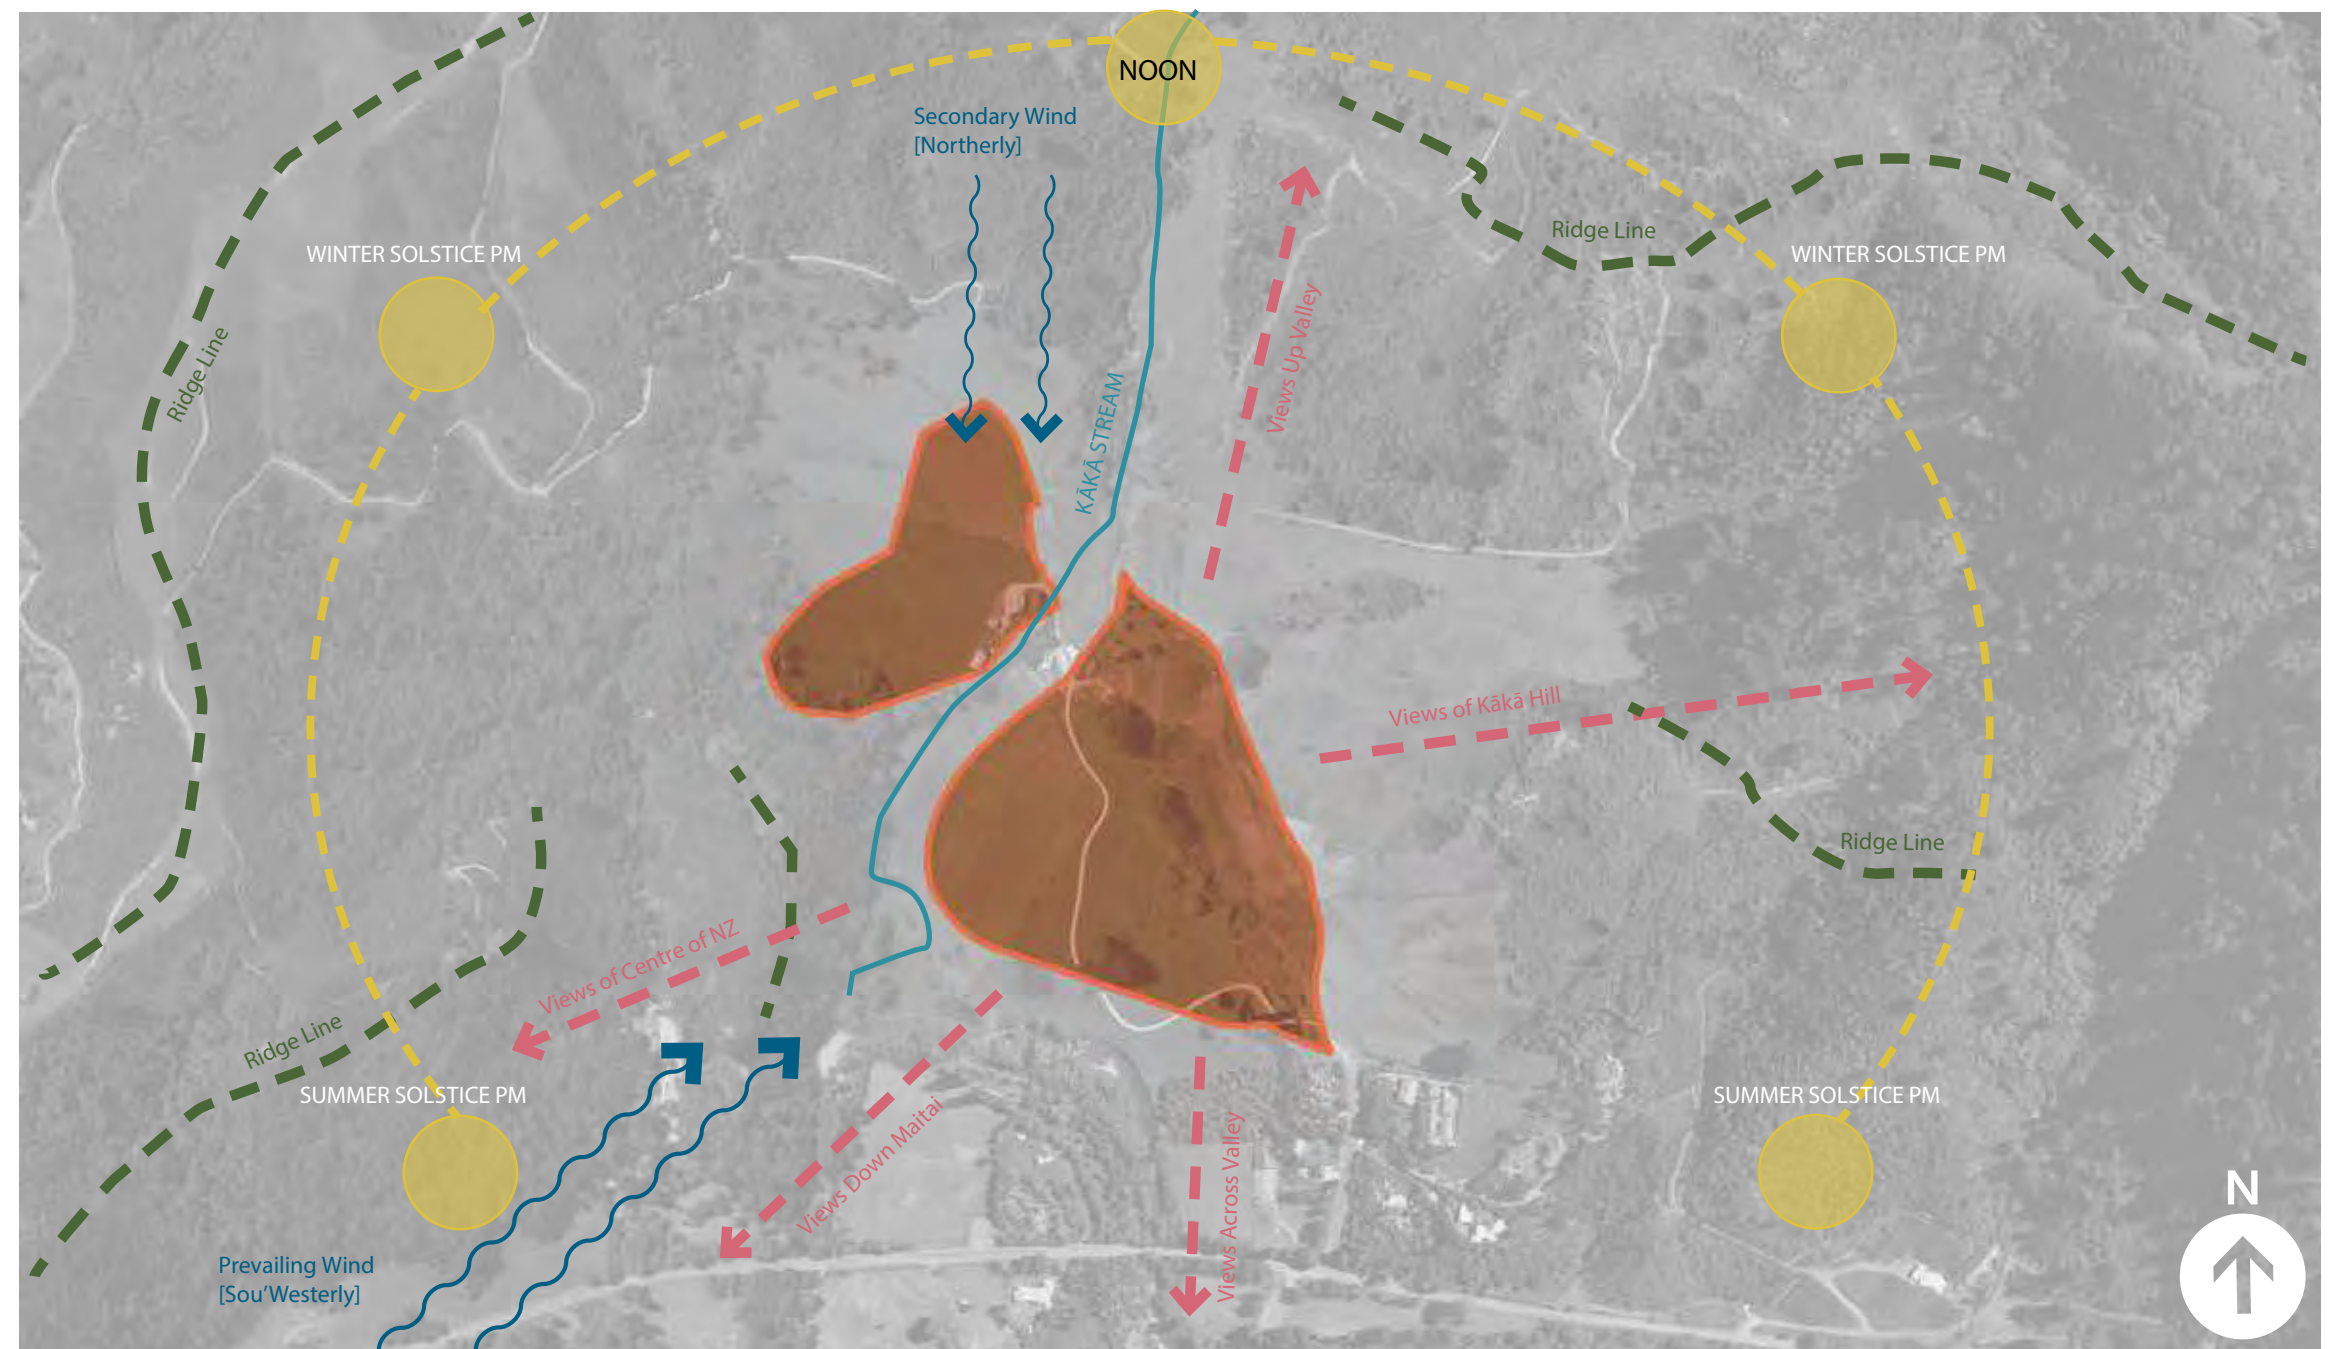 NOON
Secondary Wind
[Northerly]
Ridge Line
WINTER SOLSTICE PM
WINTER SOLSTICE PM
Views Up Valley
Ridge Line
KĀKĀ STREAM
Views of Kākā Hill
Ridge Line
Views of Centre of NZ
Ridge Line
SUMMER SOLSTICE PM
SUMMER SOLSTICE PM
Views Down Maitai
Views Across Valley
N
Prevailing Wind
[Sou'Westerly]